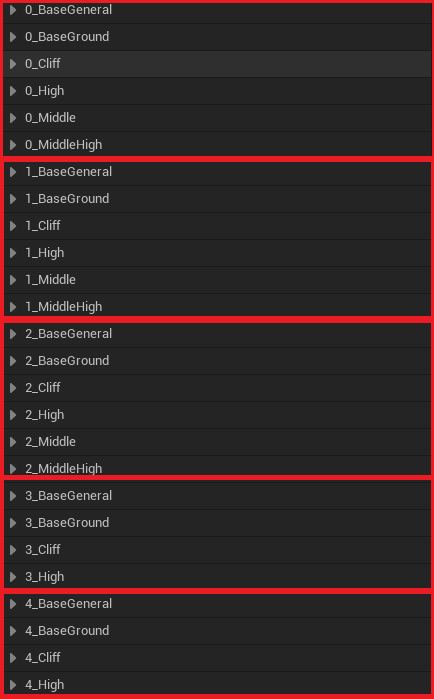 0_BaseGeneral
0_BaseGround
0_Cliff
0_High
0_Middle
0_MiddleHigh
1_BaseGeneral
1_BaseGround
1_Cliff
1_High
1_Middle
1_MiddleHigh
2_BaseGeneral
2_BaseGround
2_Cliff
2_High
2_Middle
2_MiddleHigh
3_BaseGeneral
3_BaseGround
3_Cliff
3_High
4_BaseGeneral
4_BaseGround
4_Cliff
4_High